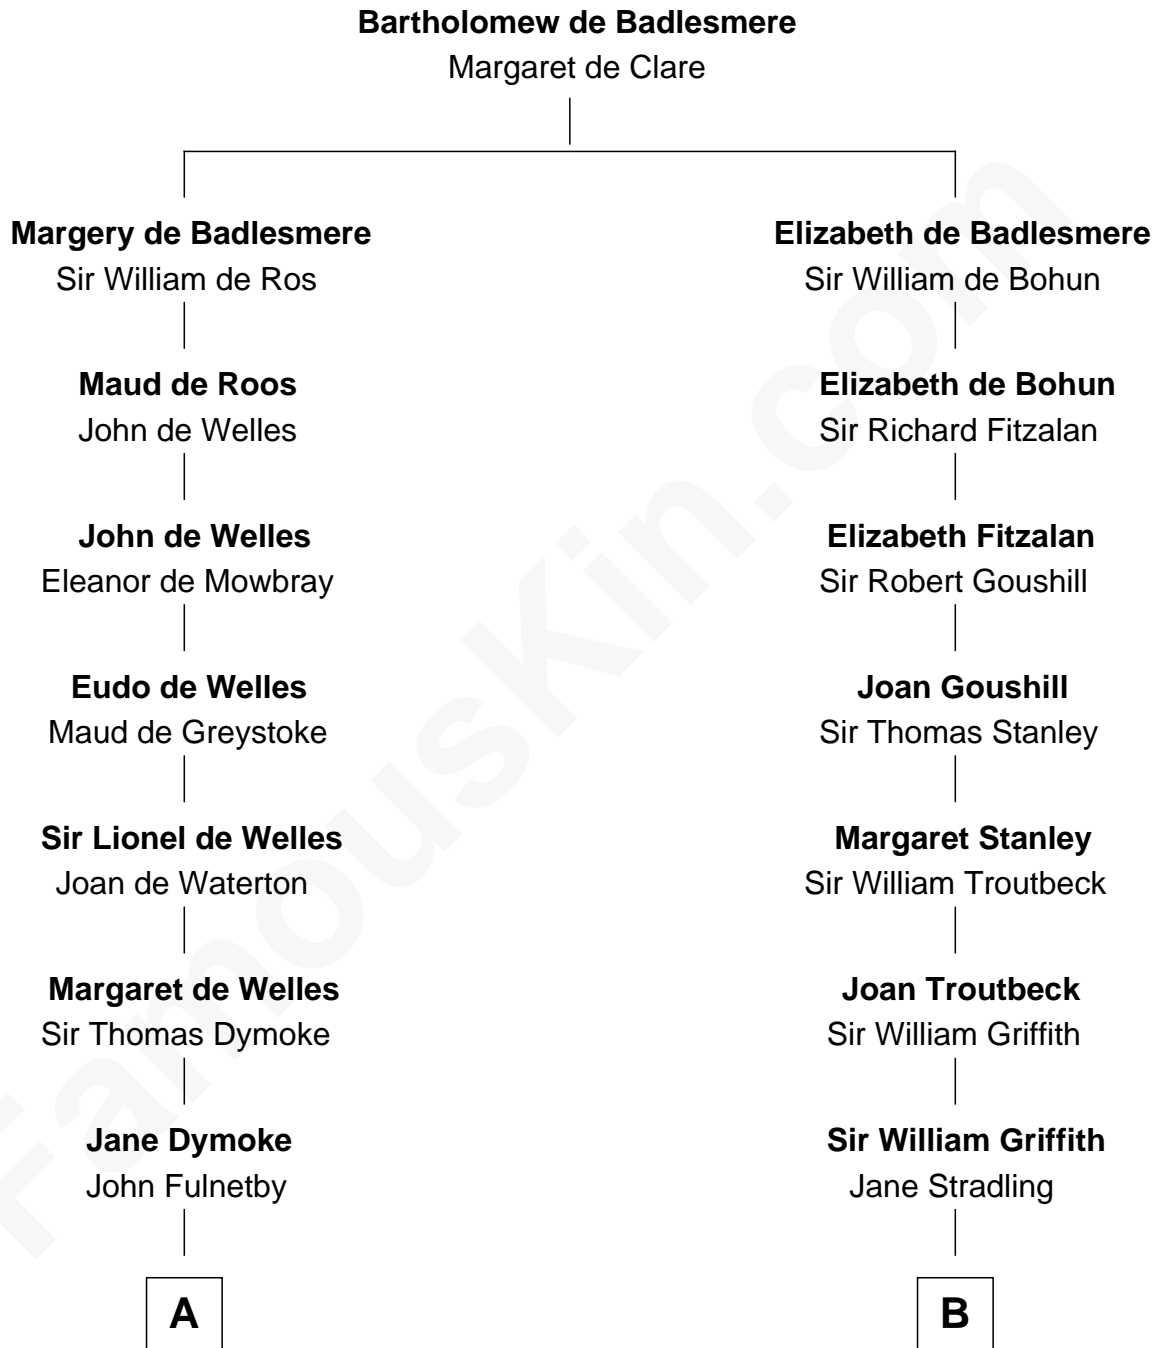 Bartholomew de Badlesmere
Margaret de Clare
Margery de Badlesmere
Sir William de Ros
Elizabeth de Badlesmere
Sir William de Bohun
Maud de Roos
John de Welles
Elizabeth de Bohun
Sir Richard Fitzalan
John de Welles
Eleanor de Mowbray
Elizabeth Fitzalan
Sir Robert Goushill
Eudo de Welles
Maud de Greystoke
Joan Goushill
Sir Thomas Stanley
Sir Lionel de Welles
Joan de Waterton
Margaret Stanley
Sir William Troutbeck
Margaret de Welles
Sir Thomas Dymoke
Joan Troutbeck
Sir William Griffith
Jane Dymoke
John Fulnetby
Sir William Griffith
Jane Stradling
A
B
FamousKin.com